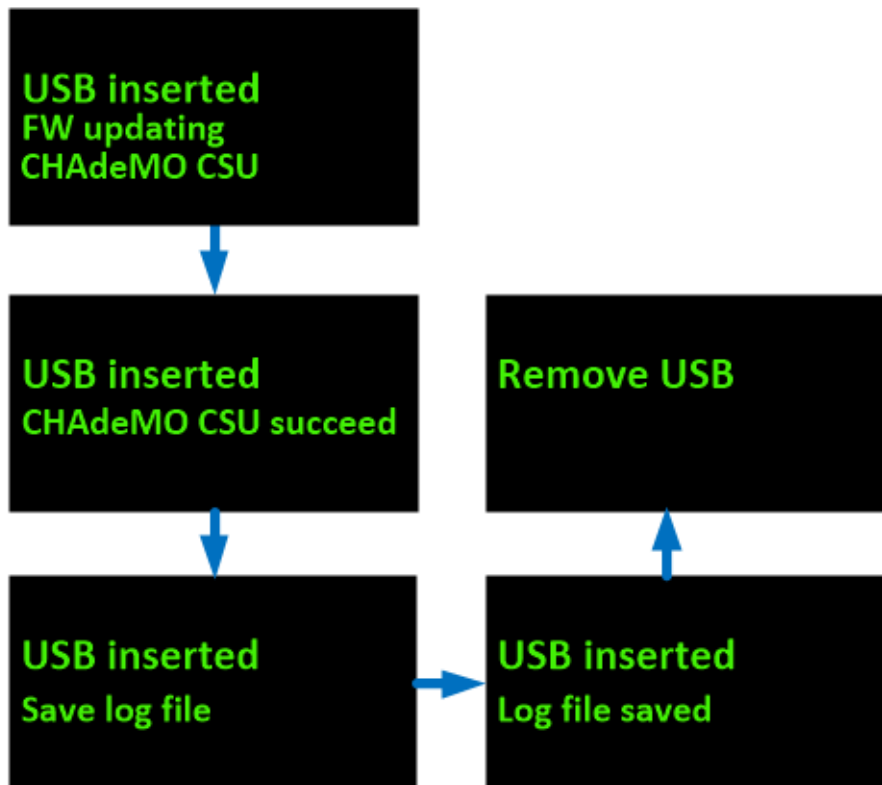 USB inserted
FW updating
CHAdeMO CSU
USB inserted
CHAdeMO CSU succeed
USB inserted
Save log file
USB inserted
Log file saved
Remove USB